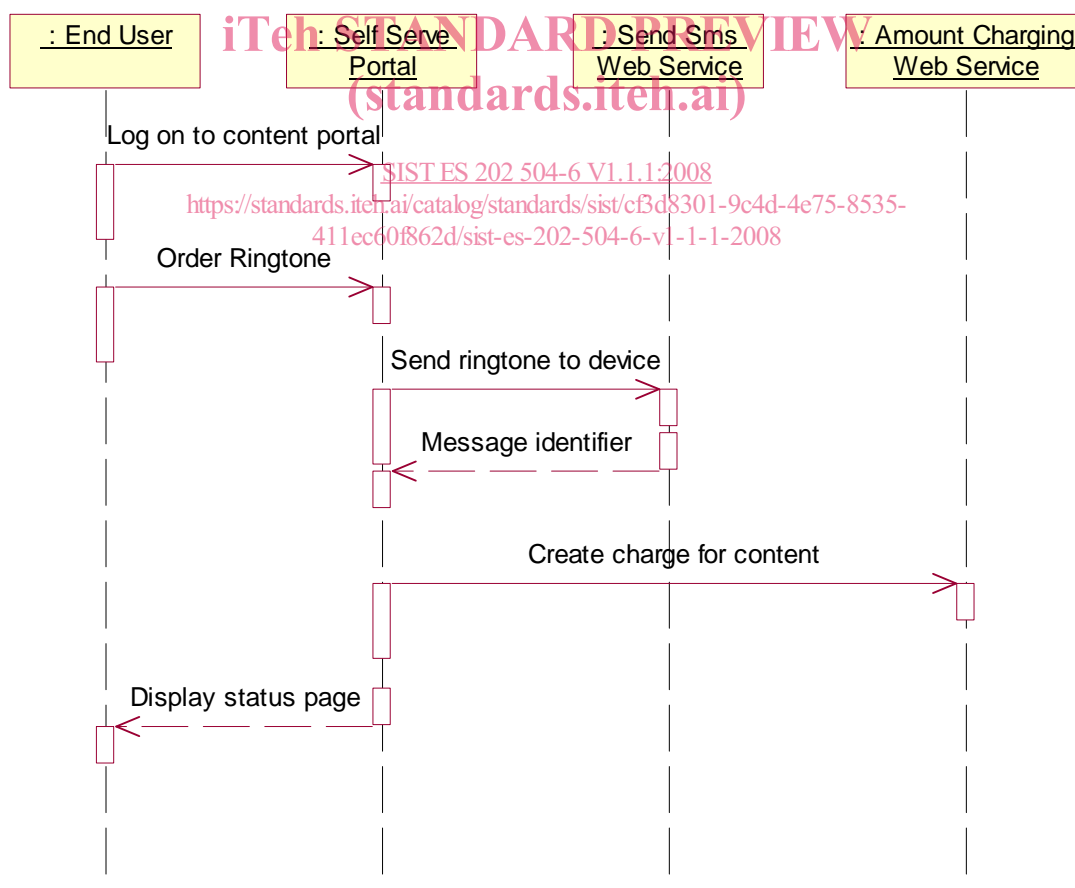 iTeh STANDARD PREVIEW
(standards.iteh.ai)
SIST ES 202 504-6 V1.1.1:2008
https://standards.iteh.ai/catalog/standards/sist/cf3d8301-9c4d-4e75-8535-
411ec60f862d/sist-es-202-504-6-v1-1-1-2008
: End User
: Self Serve
Portal
: Send Sms
Web Service
: Amount Charging
Web Service
Log on to content portal
Order Ringtone
Send ringtone to device
Message identifier
Create charge for content
Display status page